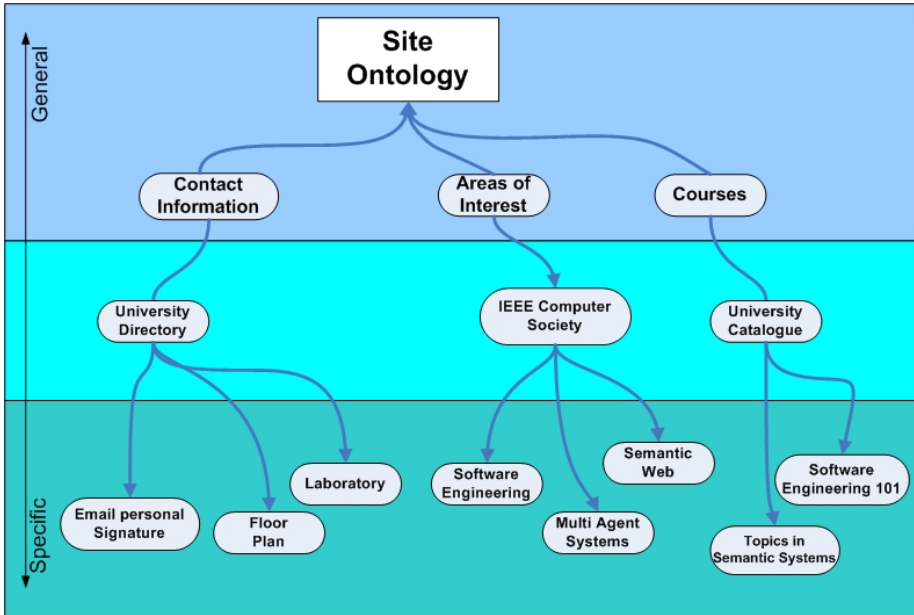 General
Site
Ontology
Contact
Information
Areas of
Interest
Courses
University
Directory
IEEE Computer
Society
University
Catalogue
Specific
Email personal
Signature
Floor
Plan
Laboratory
Software
Engineering
Multi Agent
Systems
Semantic
Web
Topics in
Semantic Systems
Software
Engineering 101